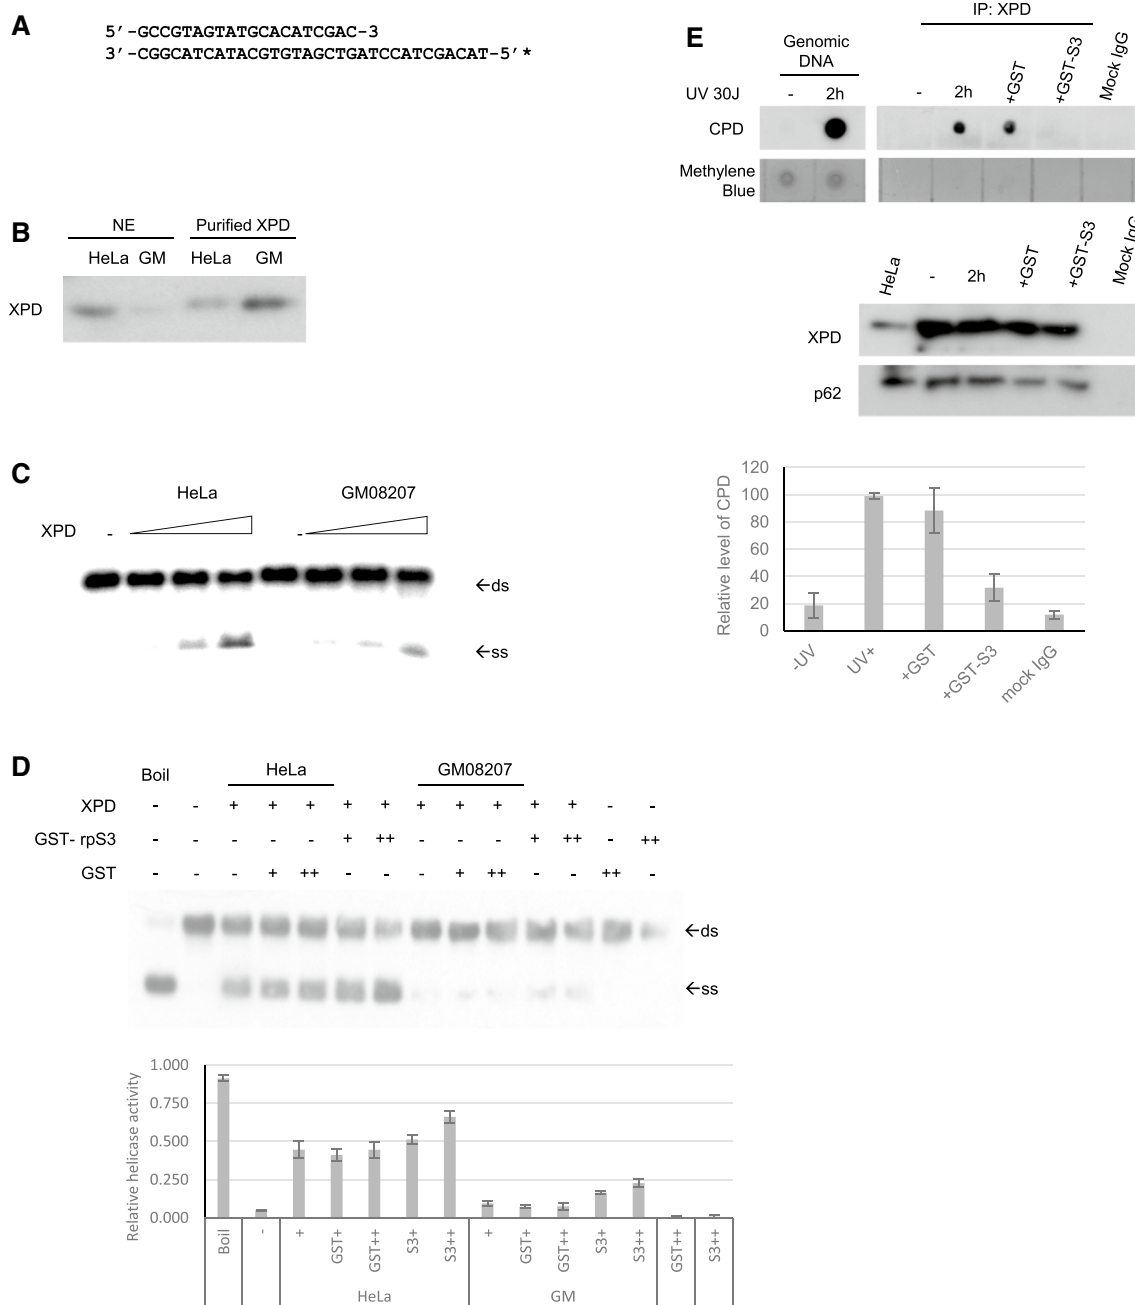 A
5′-GCCGTAGTATGCACATCGAC-3
3′-CGGCATCATACGTGTAGCTGATCCATCGACAT-5′*
B
NE Purified XPD
HeLa GM HeLa GM
XPD
C
HeLa GM08207
XPD - -
←ds
←ss
D
Boil HeLa GM08207
XPD - - + + + + + + + + + + - -
GST- rpS3 - - - - - + ++ - - - + ++ - ++
GST - - - + ++ - - - + ++ - - ++ -
←ds
←ss
Relative helicase activity
1.000
0.750
0.500
0.250
0.000
Boil - + GST+ GST++ S3+ S3++ + GST+ GST++ S3+ S3++ GST++ S3++
HeLa GM
E
Genomic DNA
IP: XPD
UV 30J - 2h - 2h +GST +GST-S3 Mock IgG
CPD
Methylene
Blue
HeLa - 2h +GST +GST-S3 Mock IgG
XPD
p62
Relative level of CPD
120
100
80
60
40
20
0
-UV UV+ +GST +GST-S3 mock IgG